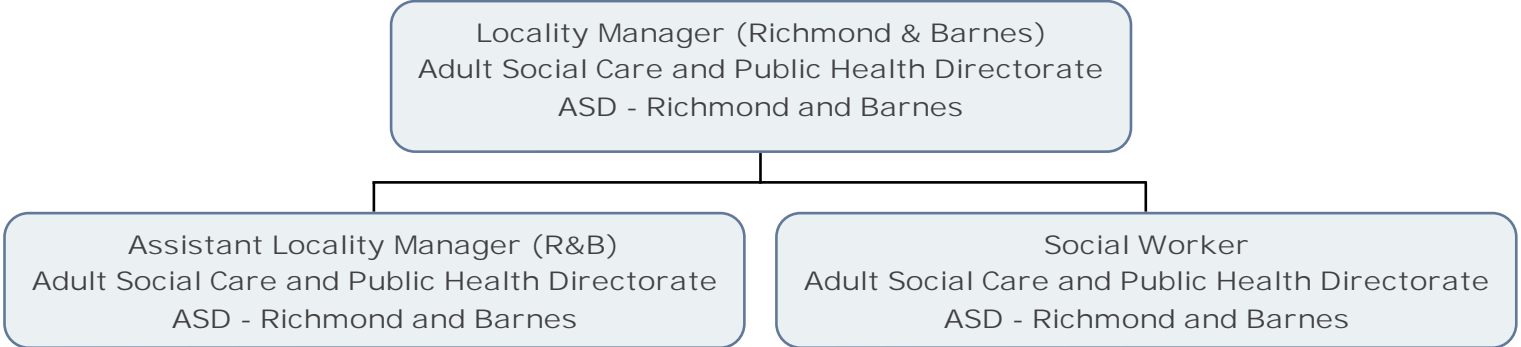 Locality Manager (Richmond & Barnes)
Adult Social Care and Public Health Directorate
ASD - Richmond and Barnes
Assistant Locality Manager (R&B)
Adult Social Care and Public Health Directorate
ASD - Richmond and Barnes
Social Worker
Adult Social Care and Public Health Directorate
ASD - Richmond and Barnes